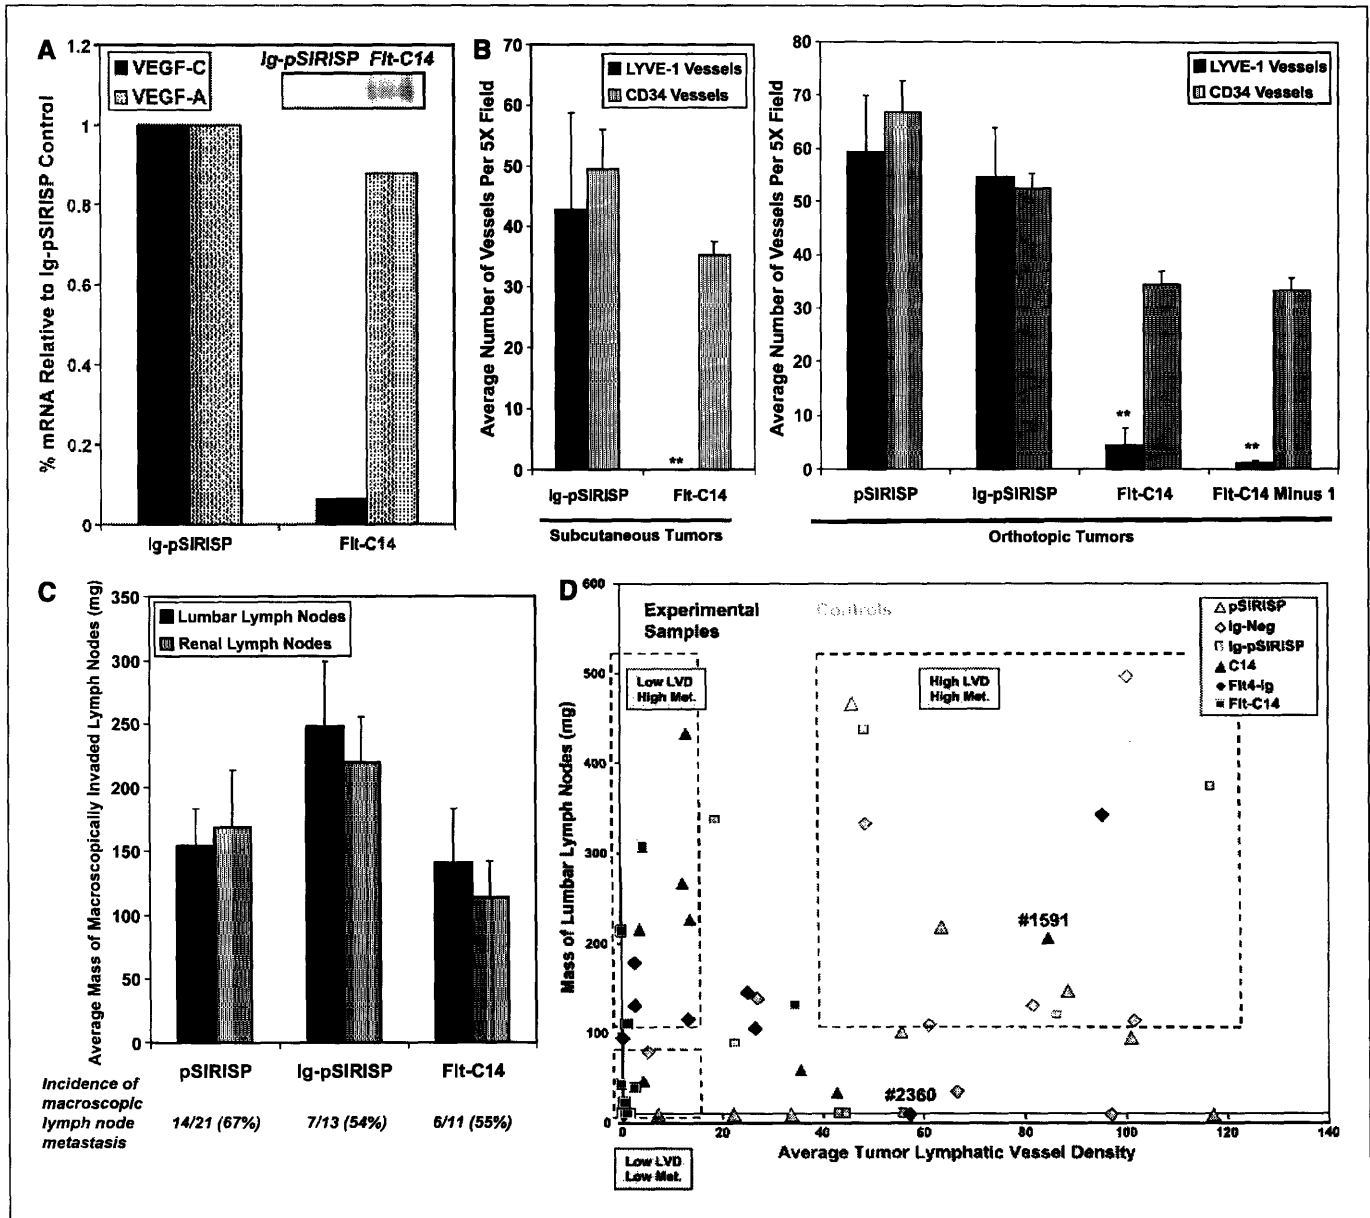 A
% mRNA Relative to Ig-pSIRISP Control
1.2
1
0.8
0.6
0.4
0.2
0
VEGF-C
VEGF-A
Ig-pSIRISP Flt-C14
Ig-pSIRISP
Flt-C14
B
Average Number of Vessels Per 5X Field
70
60
50
40
30
20
10
0
LYVE-1 Vessels
CD34 Vessels
**
Ig-pSIRISP
Flt-C14
Subcutaneous Tumors
Average Number of Vessels Per 5X Field
80
70
60
50
40
30
20
10
0
LYVE-1 Vessels
CD34 Vessels
**
**
pSIRISP
Ig-pSIRISP
Flt-C14
Flt-C14 Minus 1
Orthotopic Tumors
C
Average Mass of Macroscopically Invaded Lymph Nodes (mg)
350
300
250
200
150
100
50
0
Lumbar Lymph Nodes
Renal Lymph Nodes
pSIRISP
Ig-pSIRISP
Flt-C14
Incidence of
macroscopic
lymph node
metastasis
14/21 (67%)
7/13 (54%)
6/11 (55%)
D
Mass of Lumbar Lymph Nodes (mg)
600
500
400
300
200
100
0
Experimental
Samples
Controls
Low LVD
High Met.
High LVD
High Met.
pSIRISP
Ig-Neg
Ig-pSIRISP
C14
Flt4-Ig
Flt-C14
#1591
#2360
0
20
40
60
80
100
120
140
Average Tumor Lymphatic Vessel Density
Low LVD
Low Met.